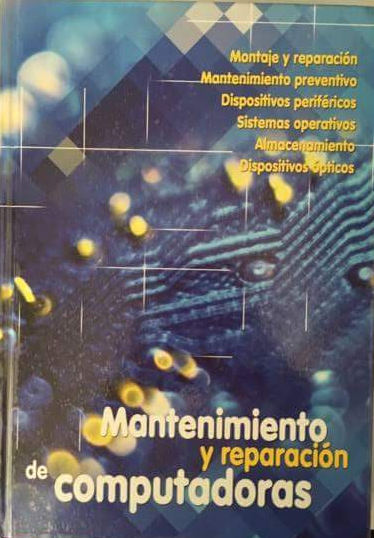 Montaje y reparación
Mantenimiento preventivo
Dispositivos periféricos
Sistemas operativos
Almacenamiento
Dispositivos ópticos
Mantenimiento
y reparación
de computadoras